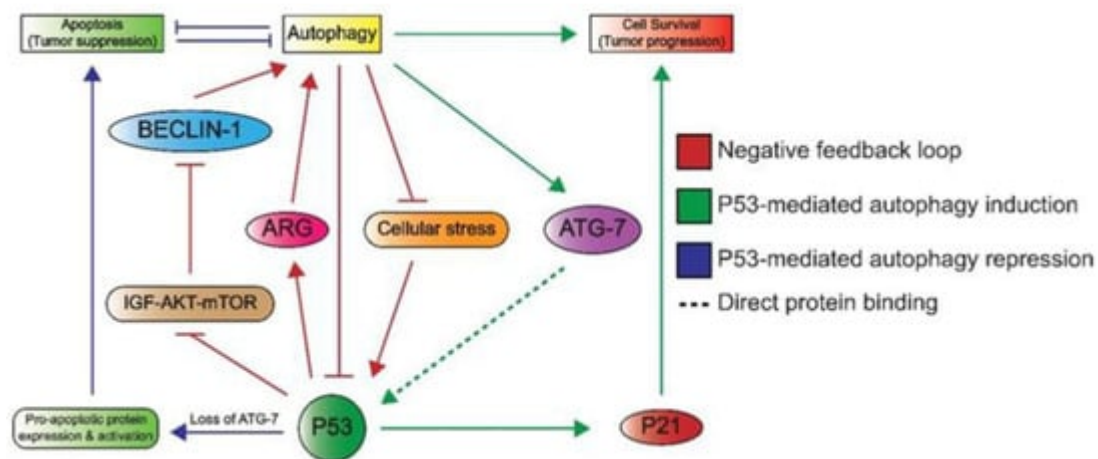 Apoptosis
(Tumor suppression)
Autophagy
Cell Survival
(Tumor progression)
BECLIN-1
Negative feedback loop
P53-mediated autophagy induction
P53-mediated autophagy repression
Direct protein binding
ARG
Cellular stress
ATG-7
IGF-AKT-mTOR
Pro-apoptotic protein
expression & activation
Loss of ATG-7
P53
P21